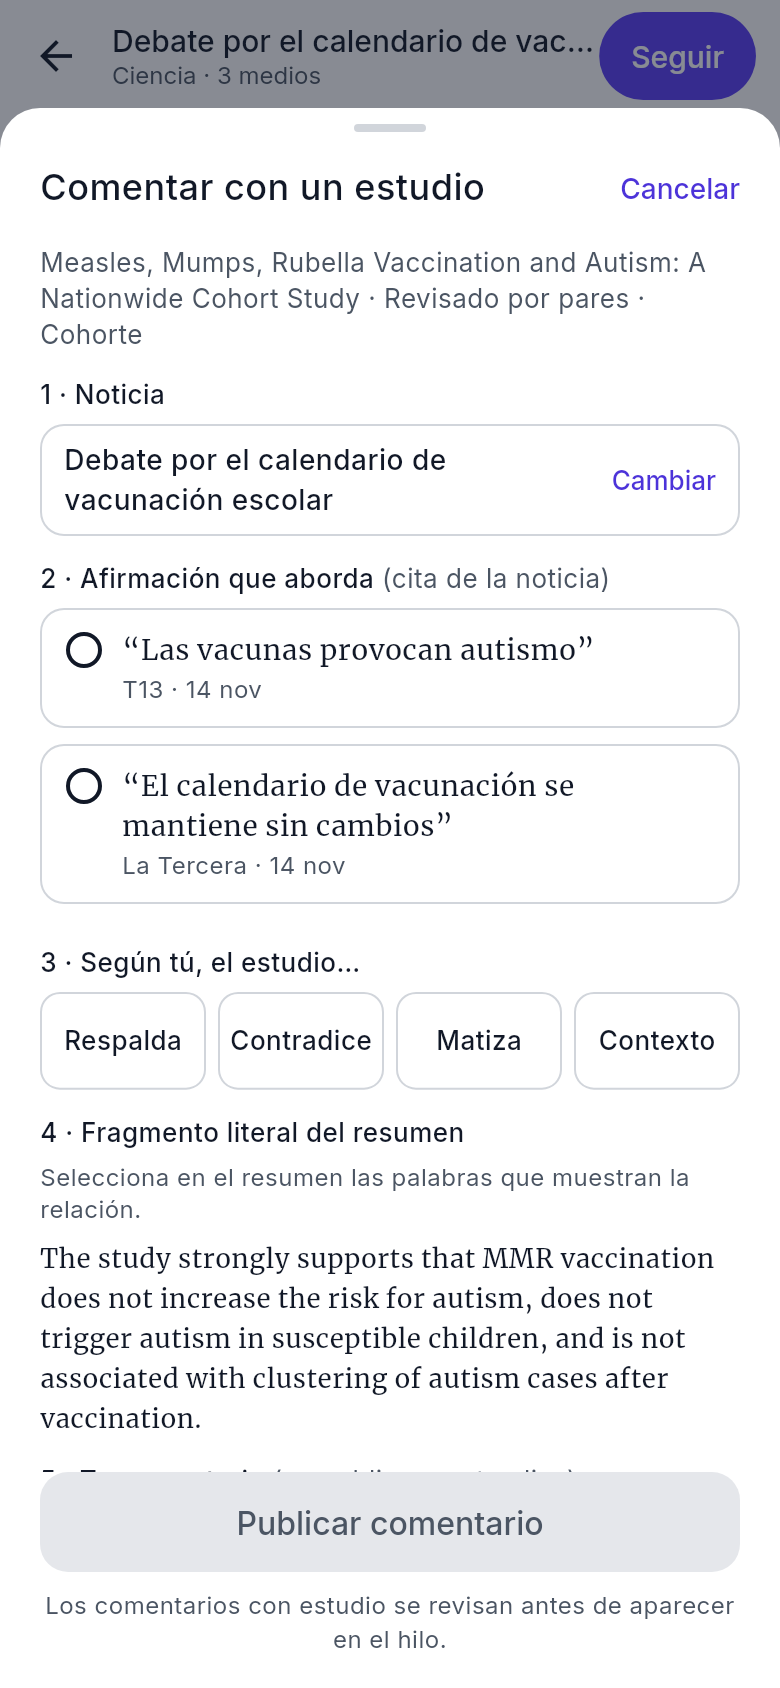 Debate por el calendario de vac...
Ciencia · 3 medios
Seguir
Comentar con un estudio
Cancelar
Measles, Mumps, Rubella Vaccination and Autism: A
Nationwide Cohort Study · Revisado por pares ·
Cohorte
1 · Noticia
Debate por el calendario de
vacunación escolar
Cambiar
2 · Afirmación que aborda (cita de la noticia)
“Las vacunas provocan autismo”
T13 · 14 nov
“El calendario de vacunación se
mantiene sin cambios”
La Tercera · 14 nov
3 · Según tú, el estudio...
Respalda
Contradice
Matiza
Contexto
4 · Fragmento literal del resumen
Selecciona en el resumen las palabras que muestran la
relación.
The study strongly supports that MMR vaccination
does not increase the risk for autism, does not
trigger autism in susceptible children, and is not
associated with clustering of autism cases after
vaccination.
Publicar comentario
Los comentarios con estudio se revisan antes de aparecer
en el hilo.